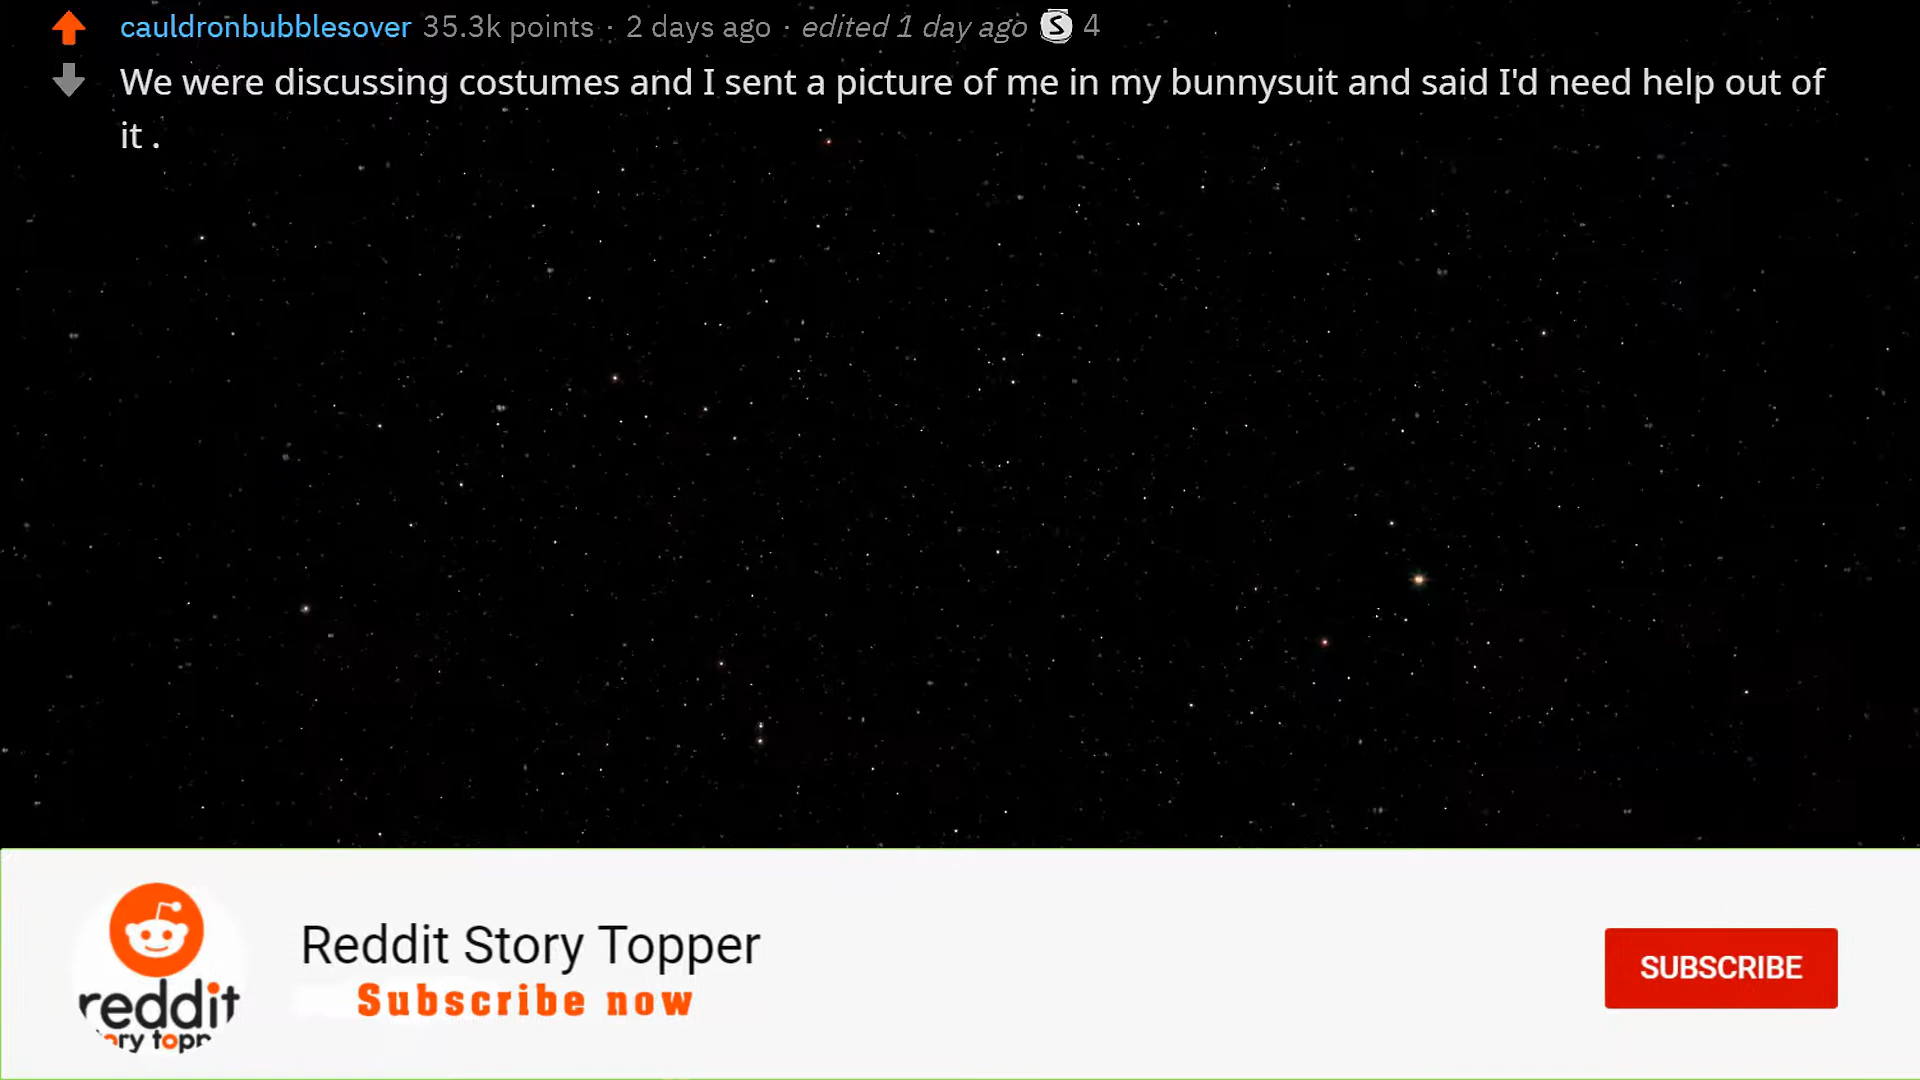 cauldronbubblesover 35.3k points · 2 days ago · edited 1 day ago S 4
We were discussing costumes and I sent a picture of me in my bunnysuit and said I'd need help out of
it .
Reddit Story Topper
Subscribe now
SUBSCRIBE
reddit